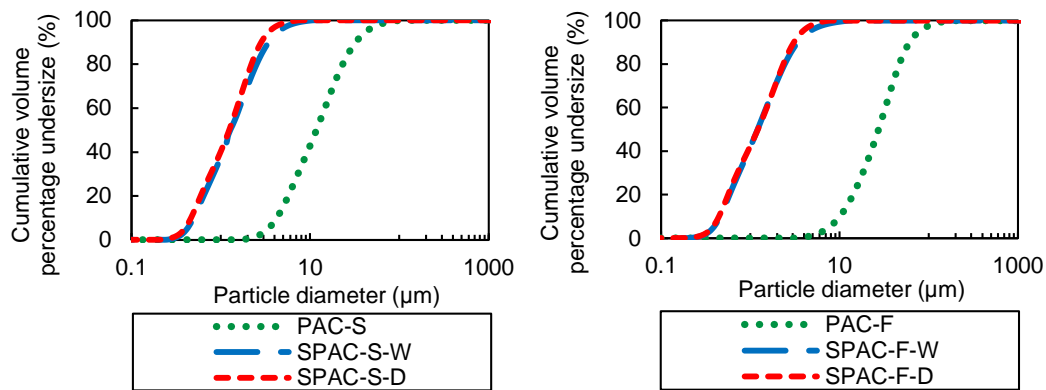 Cumulative volume
percentage undersize (%)
100
80
60
40
20
0
0.1
10
1000
Particle diameter (µm)
PAC-S
SPAC-S-W
SPAC-S-D
Cumulative volume
percentage undersize (%)
100
80
60
40
20
0
0.1
10
1000
Particle diameter (µm)
PAC-F
SPAC-F-W
SPAC-F-D